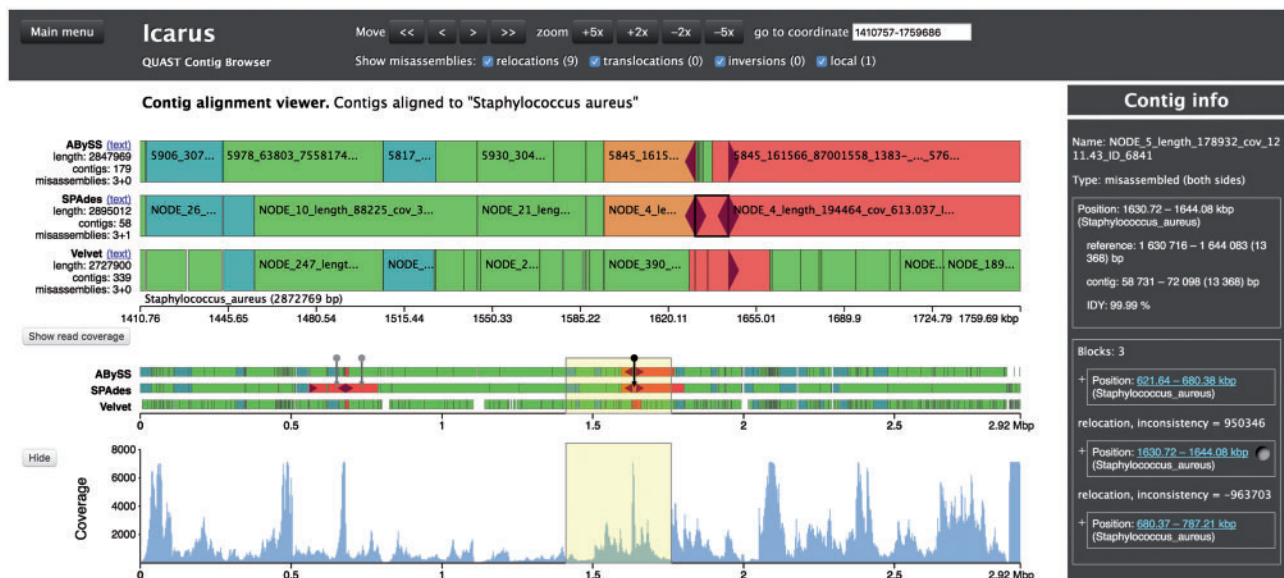 Main menu
Icarus
QUAST Contig Browser
Move << < > >> zoom +5x +2x −2x −5x go to coordinate 1410757-1759686
Show misassemblies: relocations (9) translocations (0) inversions (0) local (1)
Contig alignment viewer. Contigs aligned to "Staphylococcus aureus"
ABySS (text)
length: 2847969
contigs: 179
misassemblies: 3+0
5906_307... 5978_63803_7558174... 5817_... 5930_304... 5845_1615... 5845_161566_87001558_1383-_..._576...
SPAdes (text)
length: 2895012
contigs: 58
misassemblies: 3+1
NODE_26_... NODE_10_length_88225_cov_3... NODE_21_leng... NODE_4_le... NODE_4_length_194464_cov_613.037_I...
Velvet (text)
length: 2727900
contigs: 339
misassemblies: 3+0
NODE_247_lengt... NODE_... NODE_2... NODE_390_... NODE... NODE_189...
Staphylococcus_aureus (2872769 bp)
1410.76 1445.65 1480.54 1515.44 1550.33 1585.22 1620.11 1655.01 1689.9 1724.79 1759.69 kbp
Show read coverage
ABySS
SPAdes
Velvet
0 0.5 1 1.5 2 2.5 2.92 Mbp
Hide
Coverage
8000
6000
4000
2000
0 0.5 1 1.5 2 2.5 2.92 Mbp
Contig info
Name: NODE_5_length_178932_cov_12
11.43_ID_6841
Type: misassembled (both sides)
Position: 1630.72 – 1644.08 kbp
(Staphylococcus_aureus)
reference: 1 630 716 – 1 644 083 (13
368) bp
contig: 58 731 – 72 098 (13 368) bp
IDY: 99.99 %
Blocks: 3
+ Position: 621.64 – 680.38 kbp
(Staphylococcus_aureus)
relocation, inconsistency = 950346
+ Position: 1630.72 – 1644.08 kbp
(Staphylococcus_aureus)
relocation, inconsistency = −963703
+ Position: 680.37 – 787.21 kbp
(Staphylococcus_aureus)